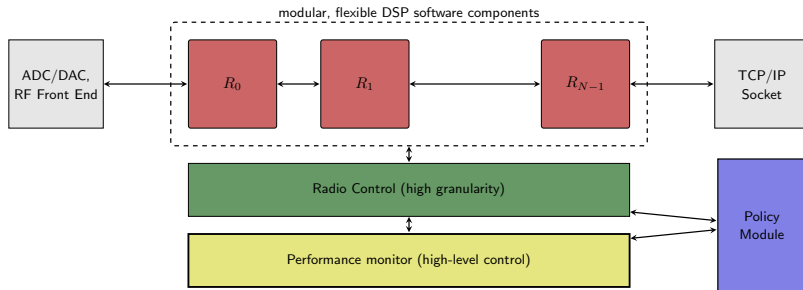 modular, flexible DSP software components
ADC/DAC,
RF Front End
R₀
R₁
R_{N−1}
TCP/IP
Socket
Radio Control (high granularity)
Policy
Module
Performance monitor (high-level control)